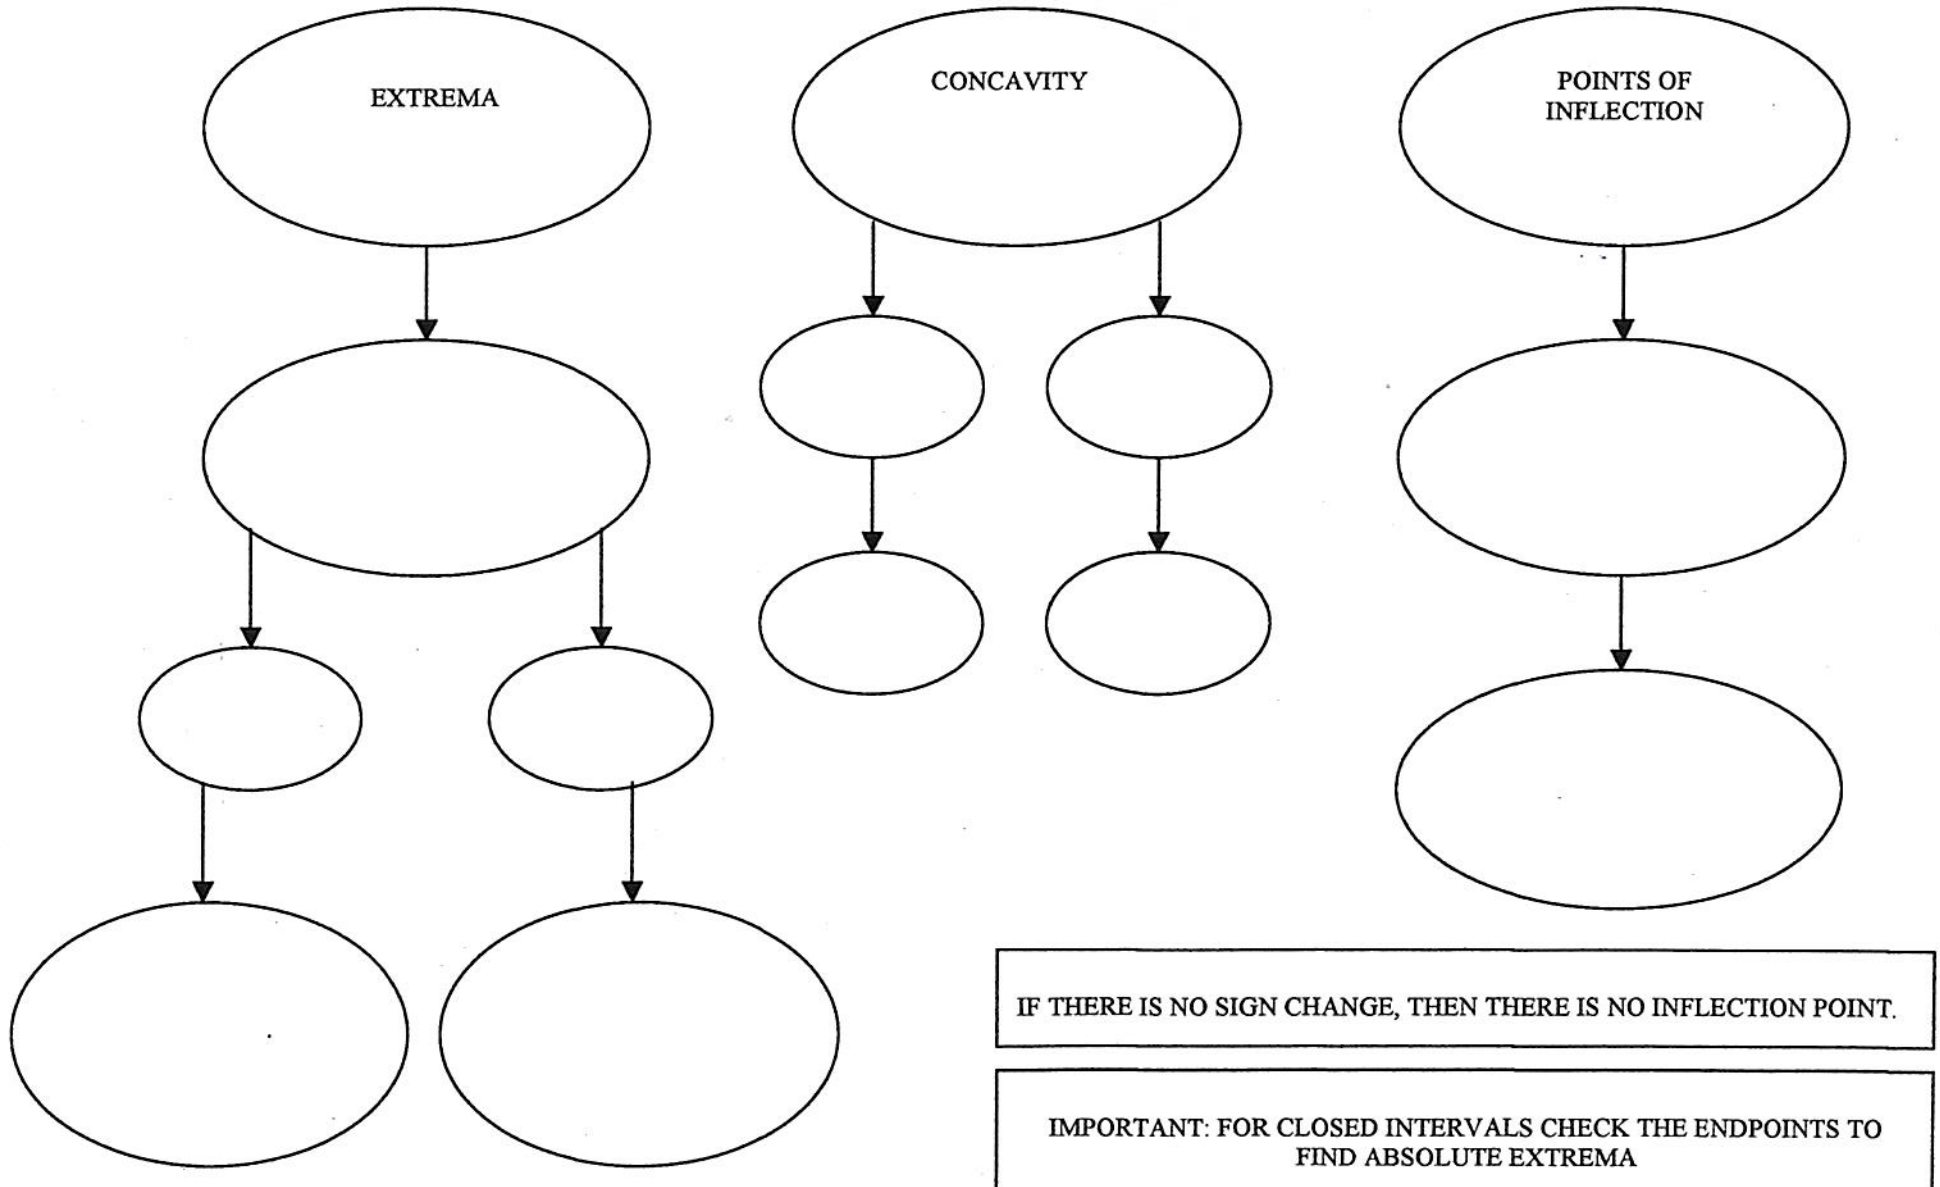 EXTREMA
CONCAVITY
POINTS OF
INFLECTION
IF THERE IS NO SIGN CHANGE, THEN THERE IS NO INFLECTION POINT.
IMPORTANT: FOR CLOSED INTERVALS CHECK THE ENDPOINTS TO
FIND ABSOLUTE EXTREMA